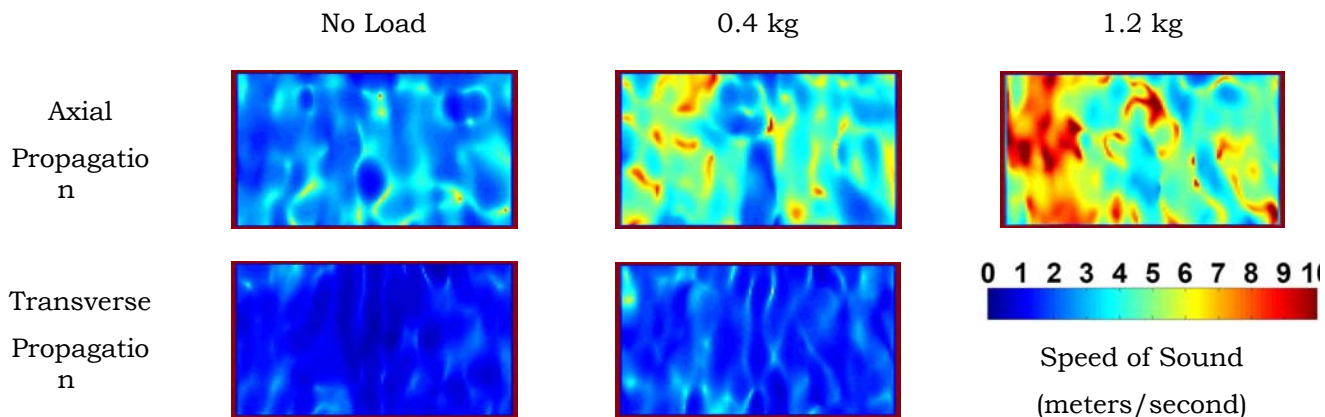 No Load 0.4 kg 1.2 kg
Axial
Propagatio
n
Transverse
Propagatio
n
0 1 2 3 4 5 6 7 8 9 10
Speed of Sound
(meters/second)